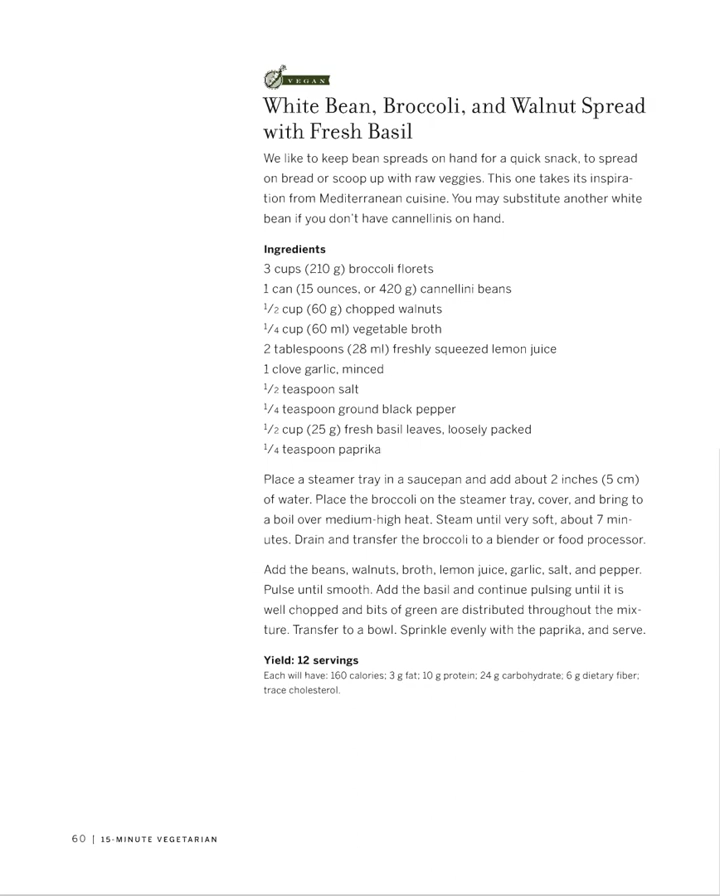 VEGAN
White Bean, Broccoli, and Walnut Spread
with Fresh Basil
We like to keep bean spreads on hand for a quick snack, to spread
on bread or scoop up with raw veggies. This one takes its inspira-
tion from Mediterranean cuisine. You may substitute another white
bean if you don't have cannellinis on hand.
Ingredients
3 cups (210 g) broccoli florets
1 can (15 ounces, or 420 g) cannellini beans
1/2 cup (60 g) chopped walnuts
1/4 cup (60 ml) vegetable broth
2 tablespoons (28 ml) freshly squeezed lemon juice
1 clove garlic, minced
1/2 teaspoon salt
1/4 teaspoon ground black pepper
1/2 cup (25 g) fresh basil leaves, loosely packed
1/4 teaspoon paprika
Place a steamer tray in a saucepan and add about 2 inches (5 cm)
of water. Place the broccoli on the steamer tray, cover, and bring to
a boil over medium-high heat. Steam until very soft, about 7 min-
utes. Drain and transfer the broccoli to a blender or food processor.
Add the beans, walnuts, broth, lemon juice, garlic, salt, and pepper.
Pulse until smooth. Add the basil and continue pulsing until it is
well chopped and bits of green are distributed throughout the mix-
ture. Transfer to a bowl. Sprinkle evenly with the paprika, and serve.
Yield: 12 servings
Each will have: 160 calories; 3 g fat; 10 g protein; 24 g carbohydrate; 6 g dietary fiber;
trace cholesterol.
60 | 15-MINUTE VEGETARIAN